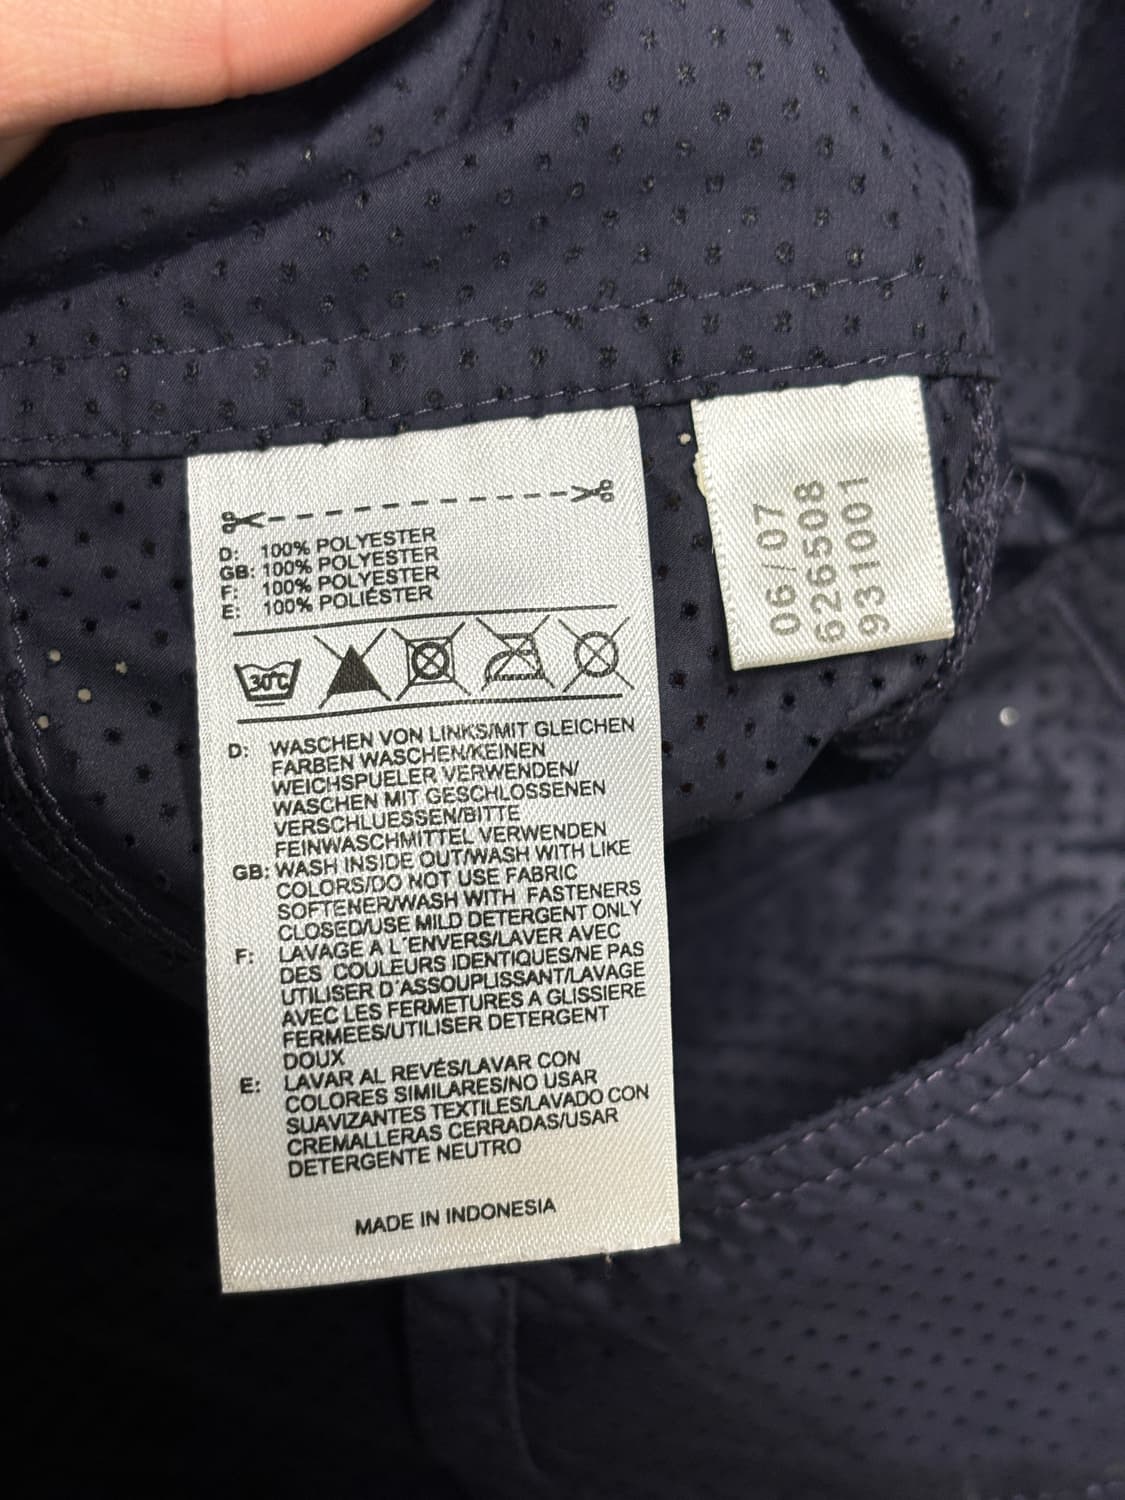 D: 100% POLYESTER
GB: 100% POLYESTER
F: 100% POLYESTER
E: 100% POLIÉSTER
30°C
D: WASCHEN VON LINKS/MIT GLEICHEN
FARBEN WASCHEN/KEINEN
WEICHSPUELER VERWENDEN/
WASCHEN MIT GESCHLOSSENEN
VERSCHLUESSEN/BITTE
FEINWASCHMITTEL VERWENDEN
GB: WASH INSIDE OUT/WASH WITH LIKE
COLORS/DO NOT USE FABRIC
SOFTENER/WASH WITH FASTENERS
CLOSED/USE MILD DETERGENT ONLY
F: LAVAGE A L'ENVERS/LAVER AVEC
DES COULEURS IDENTIQUES/NE PAS
UTILISER D'ASSOUPLISSANT/LAVAGE
AVEC LES FERMETURES A GLISSIERE
FERMEES/UTILISER DETERGENT
DOUX
E: LAVAR AL REVÉS/LAVAR CON
COLORES SIMILARES/NO USAR
SUAVIZANTES TEXTILES/LAVADO CON
CREMALLERAS CERRADAS/USAR
DETERGENTE NEUTRO
MADE IN INDONESIA
06/07
626508
931001